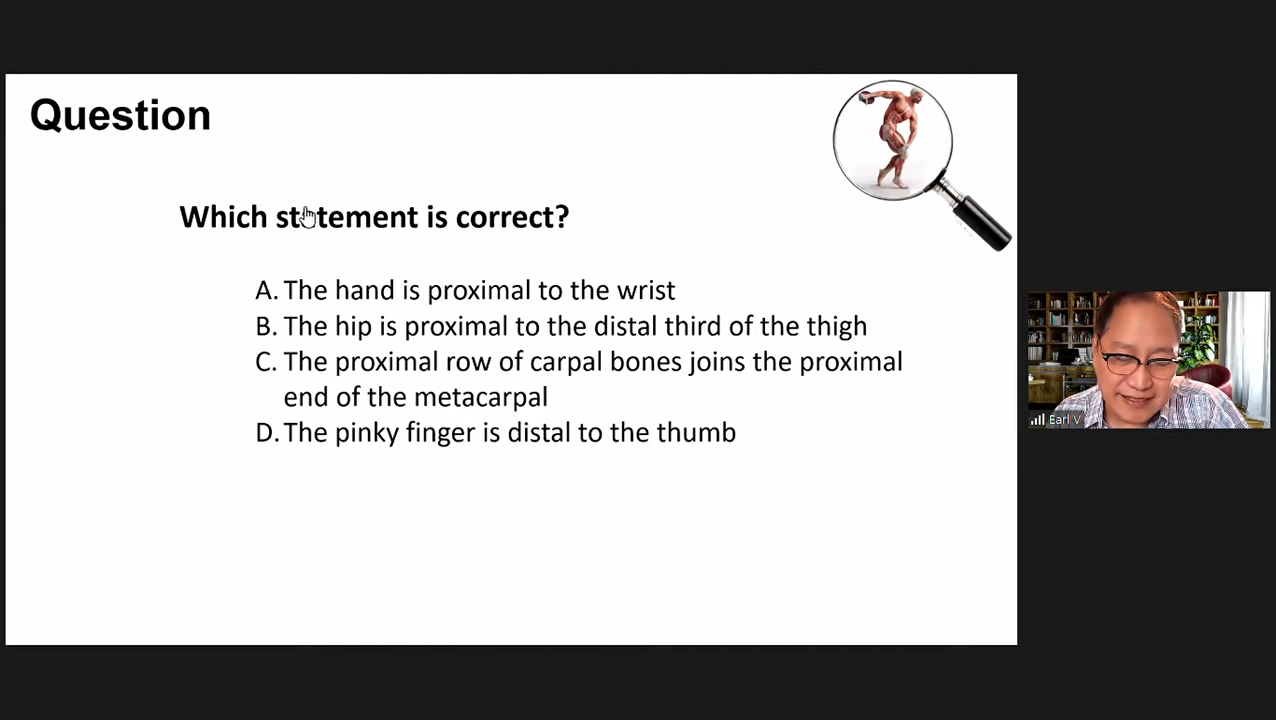 Question
Which statement is correct?
A. The hand is proximal to the wrist
B. The hip is proximal to the distal third of the thigh
C. The proximal row of carpal bones joins the proximal
end of the metacarpal
D. The pinky finger is distal to the thumb
Earl V